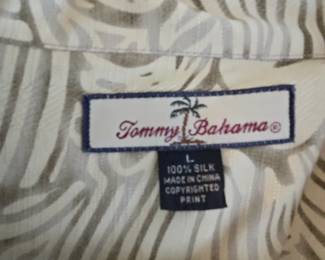 Tommy Bahama®
L
100% SILK
MADE IN CHINA
COPYRIGHTED
PRINT